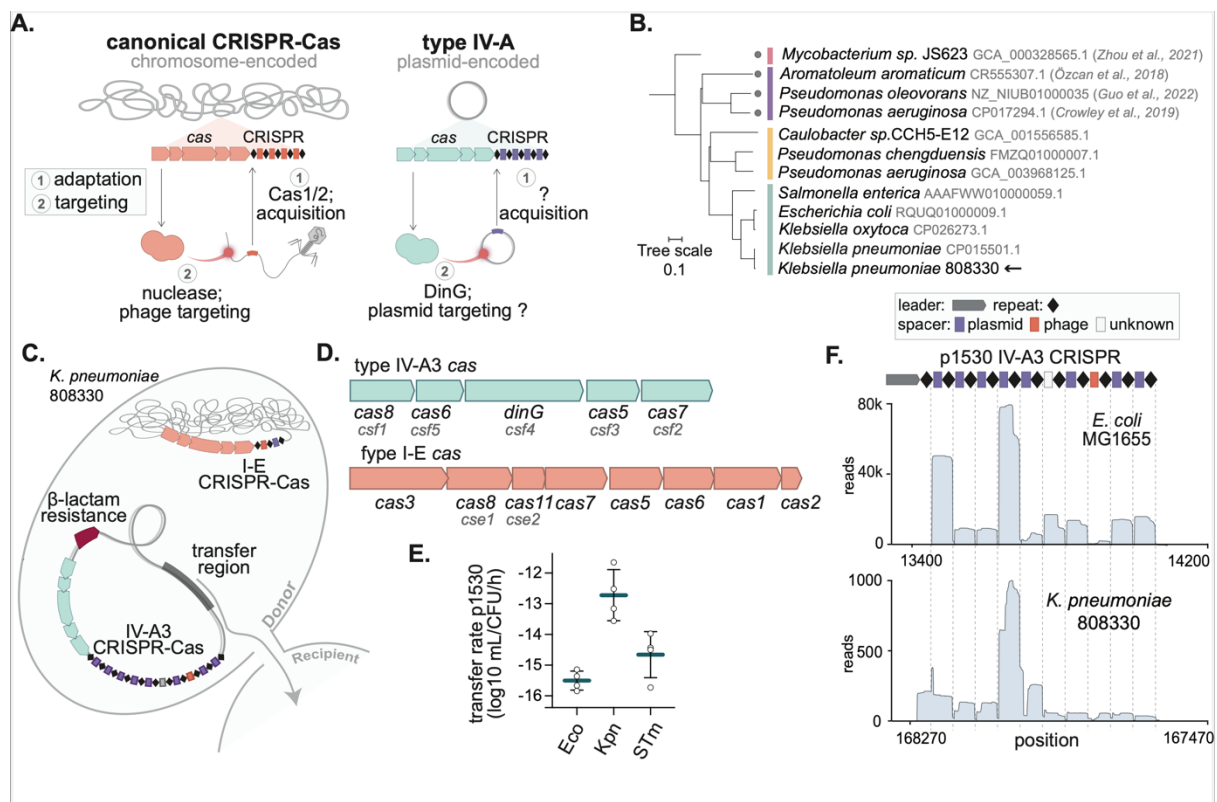 A.
canonical CRISPR-Cas
chromosome-encoded
type IV-A
plasmid-encoded
cas
CRISPR
cas
CRISPR
1 adaptation
2 targeting
1
Cas1/2;
acquisition
1
?
acquisition
2
nuclease;
phage targeting
2
DinG;
plasmid targeting ?
B.
Mycobacterium sp. JS623 GCA_000328565.1 (Zhou et al., 2021)
Aromatoleum aromaticum CR555307.1 (Özcan et al., 2018)
Pseudomonas oleovorans NZ_NIUB01000035 (Guo et al., 2022)
Pseudomonas aeruginosa CP017294.1 (Crowley et al., 2019)
Caulobacter sp.CCH5-E12 GCA_001556585.1
Pseudomonas chengduensis FMZQ01000007.1
Pseudomonas aeruginosa GCA_003968125.1
Salmonella enterica AAAFWW010000059.1
Escherichia coli RQUQ01000009.1
Klebsiella oxytoca CP026273.1
Klebsiella pneumoniae CP015501.1
Klebsiella pneumoniae 808330 ←
Tree scale
0.1
leader: repeat:
spacer: plasmid phage unknown
C.
K. pneumoniae
808330
I-E
CRISPR-Cas
β-lactam
resistance
transfer
region
IV-A3
CRISPR-Cas
Donor
Recipient
D.
type IV-A3 cas
cas8 cas6 dinG cas5 cas7
csf1 csf5 csf4 csf3 csf2
fype I-E cas
cas3 cas8 cas11 cas7 cas5 cas6 cas1 cas2
cse1 cse2
E.
transfer rate p1530
(log10 mL/CFU/h)
-12
-13
-14
-15
-16
Eco Kpn STm
F.
p1530 IV-A3 CRISPR
80k
40k
0
reads
E. coli
MG1655
13400 14200
1000
500
0
reads
K. pneumoniae
808330
168270 position 167470